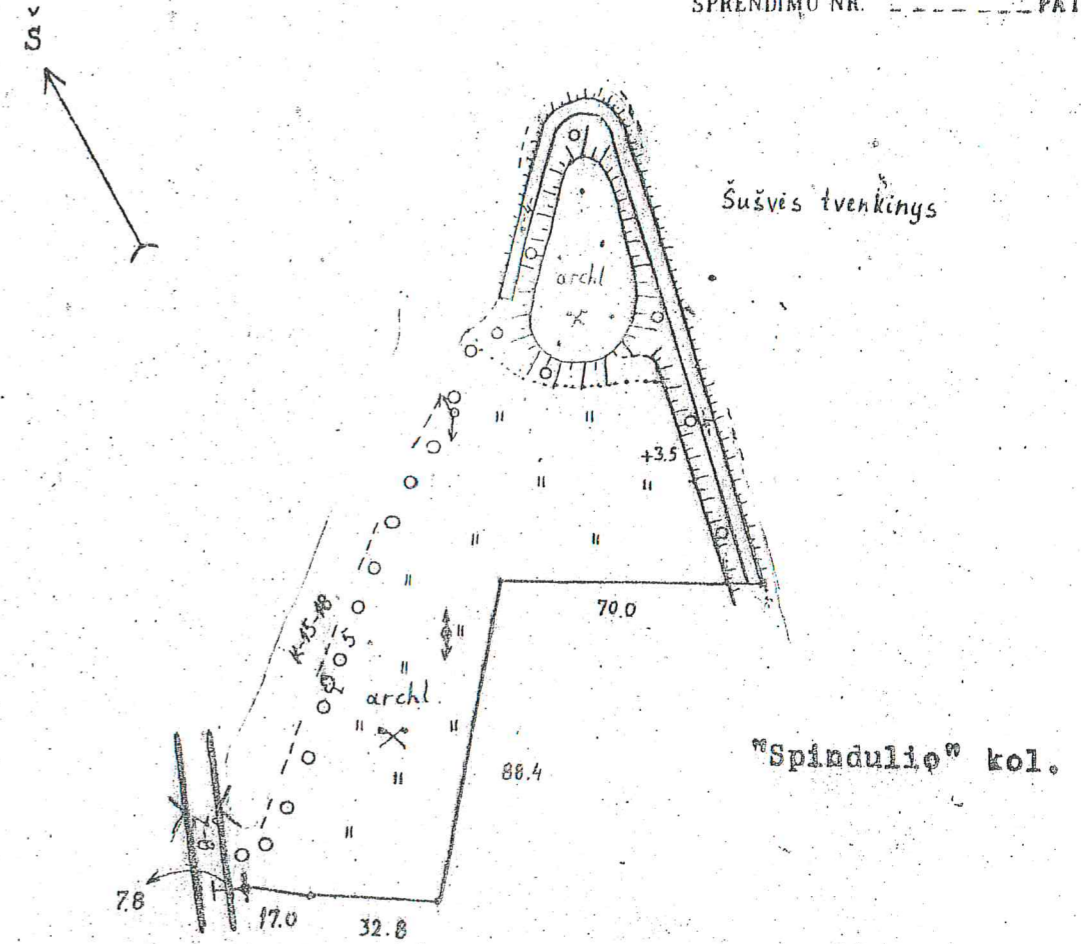 SPRENDIMU NR.
Š
Šušvės tvenkinys
archl
+3.5
70.0
archl.
88.4
"Spindulio" kol.
7.8
17.0
32.8